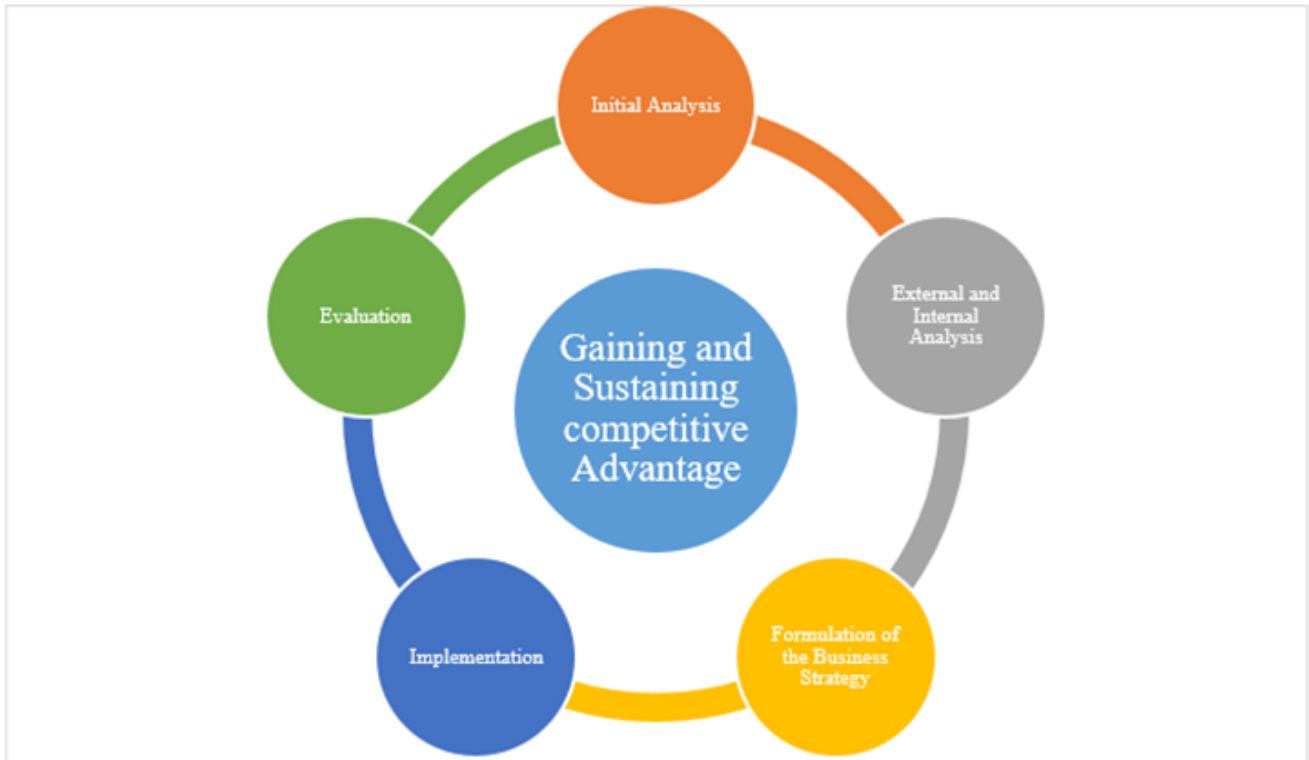 Initial Analysis
External and
Internal
Analysis
Formulation of
the Business
Strategy
Implementation
Evaluation
Gaining and
Sustaining
competitive
Advantage